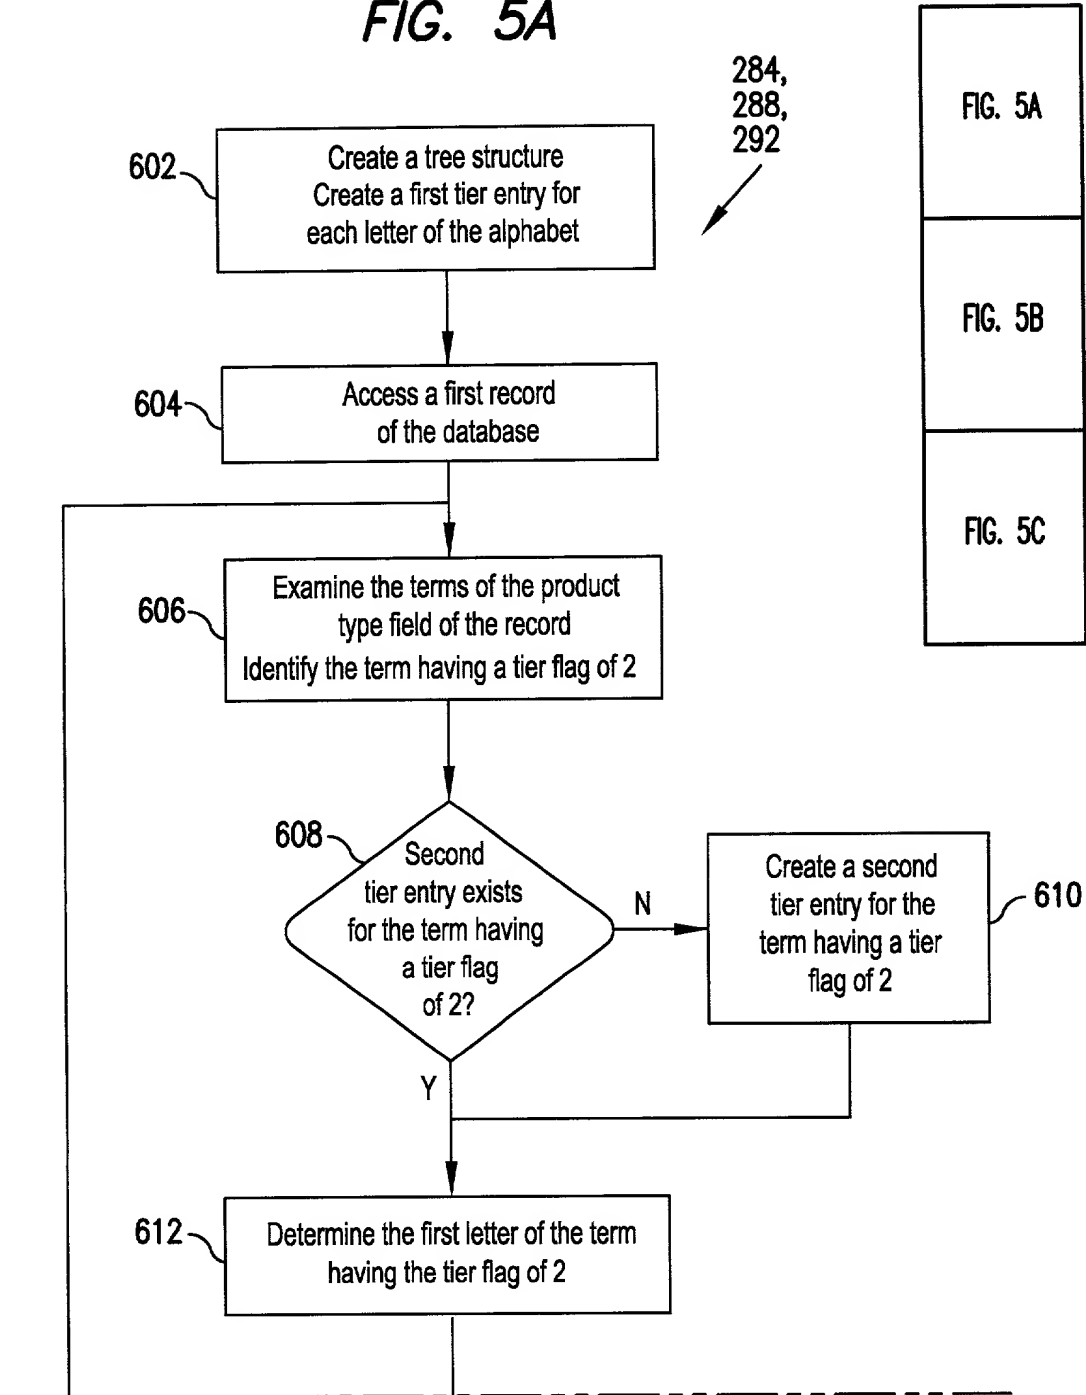 FIG. 5A
284,
288,
292
FIG. 5A
FIG. 5B
FIG. 5C
602
Create a tree structure
Create a first tier entry for
each letter of the alphabet
604
Access a first record
of the database
606
Examine the terms of the product
type field of the record
Identify the term having a tier flag of 2
608
Second
tier entry exists
for the term having
a tier flag
of 2?
N
Y
Create a second
tier entry for the
term having a tier
flag of 2
610
612
Determine the first letter of the term
having the tier flag of 2